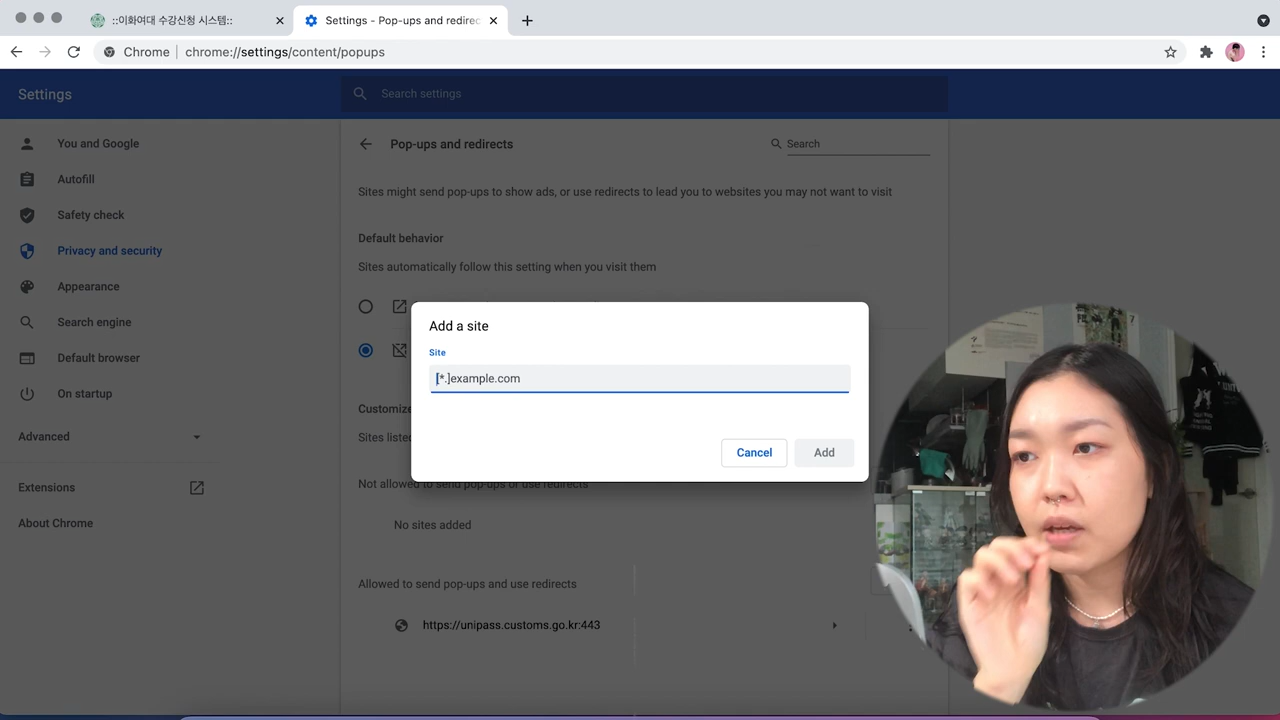 ::이화여대 수강신청 시스템::
Settings - Pop-ups and redirec
Chrome
chrome://settings/content/popups
Settings
Search settings
You and Google
Autofill
Safety check
Privacy and security
Appearance
Search engine
Default browser
On startup
Advanced
Extensions
About Chrome
Pop-ups and redirects
Search
Sites might send pop-ups to show ads, or use redirects to lead you to websites you may not want to visit
Default behavior
Sites automatically follow this setting when you visit them
Add a site
Site
[*.]example.com
Cancel
Add
Customize
Sites liste
Not allowed to send pop-ups or use redirects
No sites added
Allowed to send pop-ups and use redirects
https://unipass.customs.go.kr:443